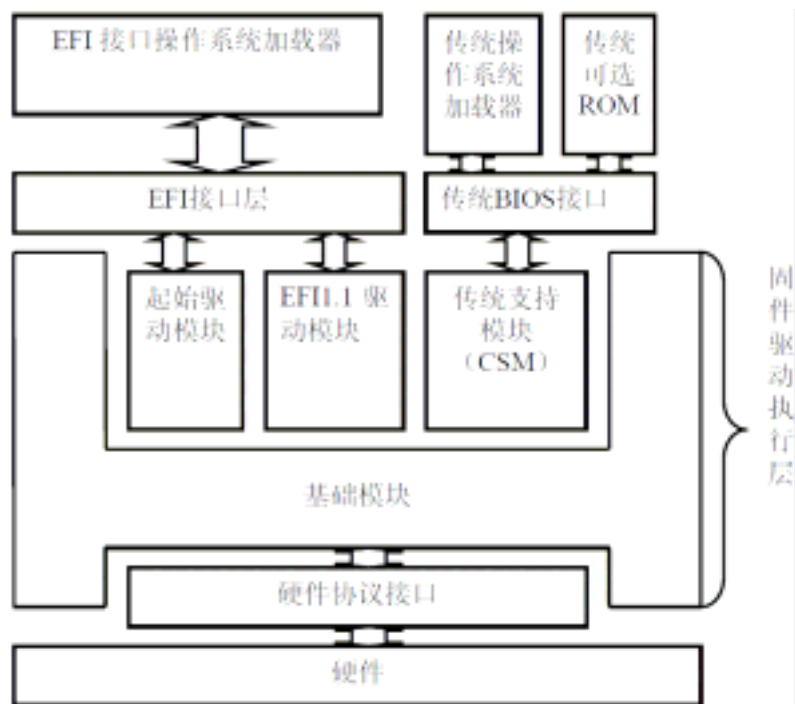 EFI 接口操作系统加载器
传统操
作系统
加载器
传统
可选
ROM
EFI接口层
传统BIOS接口
起始驱
动模块
EFI1.1 驱
动模块
传统支持
模块
（CSM）
固
件
驱
动
执
行
层
基础模块
硬件协议接口
硬件